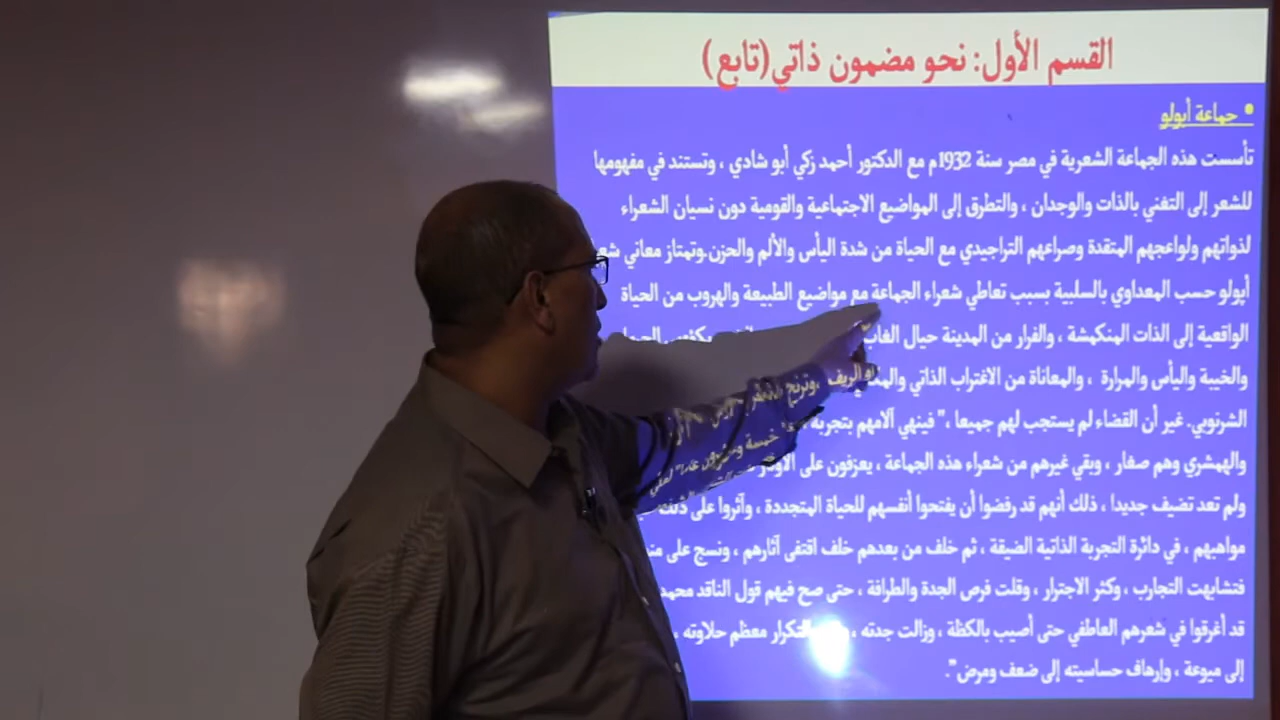 القسم الأول: نحو مضمون ذاتي(تابع)
• جماعة أبولو
تأسست هذه الجماعة الشعرية في مصر سنة 1932م مع الدكتور أحمد زكي أبو شادي ، وتستند في مفهومها
للشعر إلى التغني بالذات والوجدان ، والتطرق إلى المواضيع الاجتماعية والقومية دون نسيان الشعراء
لذواتهم ولواعجهم المتقدة وصراعهم التراجيدي مع الحياة من شدة اليأس والألم والحزن.وتمتاز معاني
أپولو حسب المعداوي بالسلبية بسبب تعاطي شعراء الجماعة مع مواضيع الطبيعة والهروب من الحياة
الواقعية إلى الذات المنكمشة ، والفرار من المدينة حيال
والخيبة واليأس والمرارة ، والمعاناة من الاغتراب الذاتي الريف ،
الشرنوبي. غير أن القضاء لم يستجب لهم جميعا ،" فينهي آلامهم بتجربة خمسة
والهمشري وهم صغار ، وبقي غيرهم من شعراء هذه الجماعة ، يعزفون على
ولم تعد تضيف جديدا ، ذلك أنهم قد رفضوا أن يفتحوا أنفسهم للحياة المتجددة ، وآثروا على
مواهبهم ، في دائرة التجربة الذاتية الضيقة ، ثم خلف من بعدهم خلف اقتفى آثارهم ، ونسج على
فتشابهت التجارب ، وكثر الاجترار ، وقلت فرص الجدة والطرافة ، حتى صح فيهم قول الناقد محمد
قد أغرقوا في شعرهم العاطفي حتى أصيب بالكظة ، وزالت جدته ، التكرار معظم حلاوته ،
إلى ميوعة ، وإرهاف حساسيته إلى ضعف ومرض".